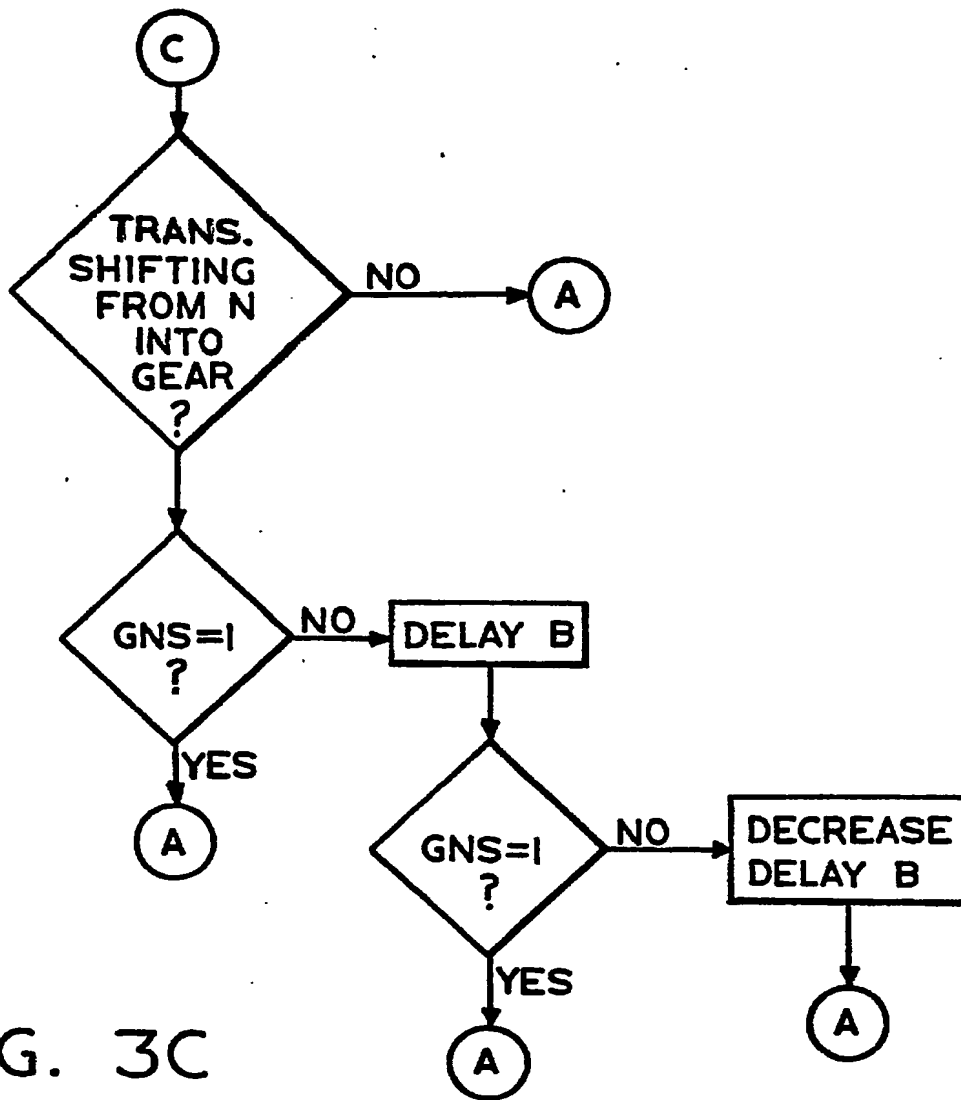 C
TRANS.
SHIFTING
FROM N
INTO
GEAR
?
NO
A
GNS=1
?
NO
DELAY B
YES
A
GNS=1
?
NO
DECREASE
DELAY B
YES
A
A
G. 3C